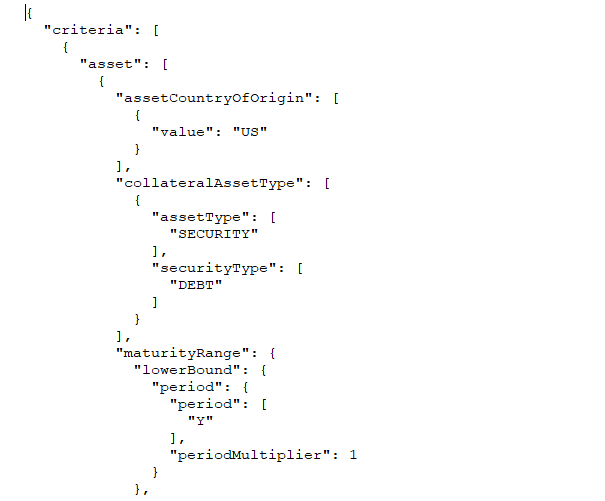 {
"criteria": [
{
"asset": [
{
"assetCountryOfOrigin": [
{
"value": "US"
}
],
"collateralAssetType": [
{
"assetType": [
"SECURITY"
],
"securityType": [
"DEBT"
]
}
],
"maturityRange": {
"lowerBound": {
"period": {
"period": [
"Y"
],
"periodMultiplier": 1
}
},